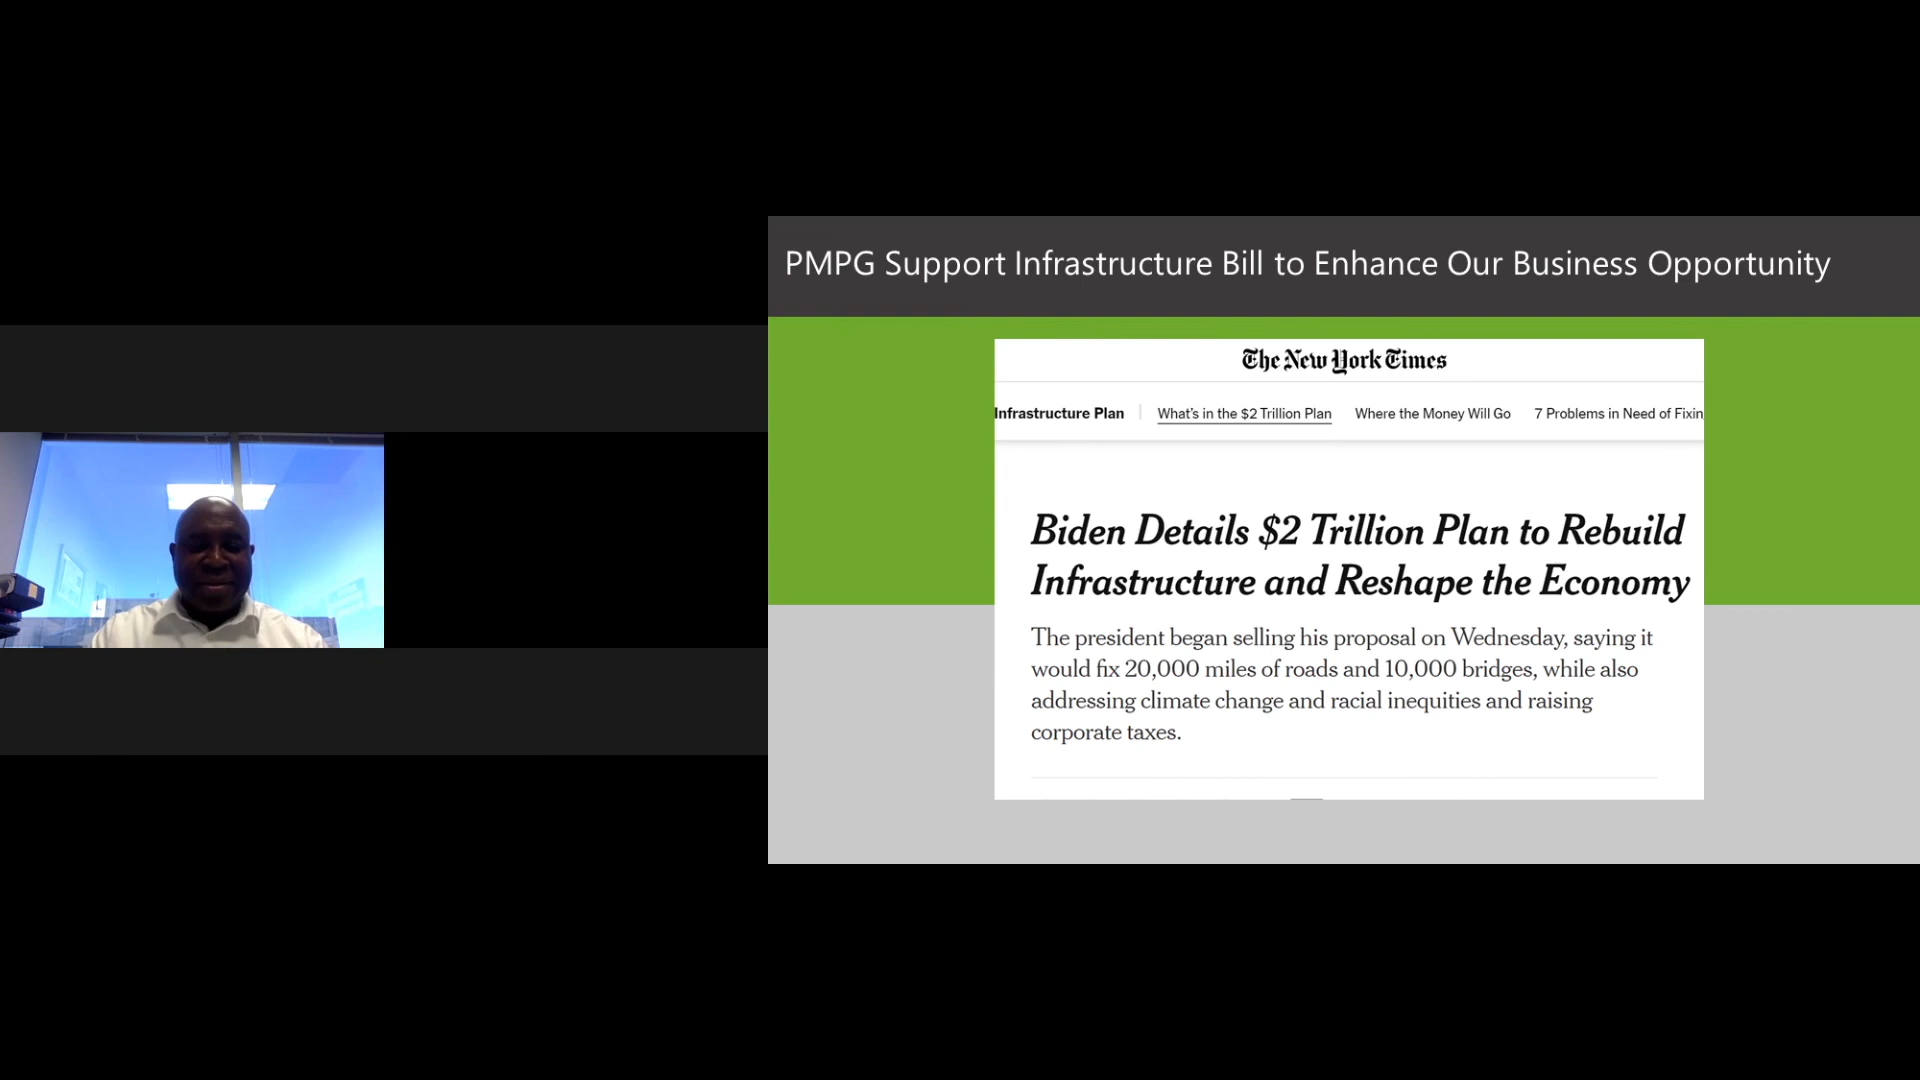 PMPG Support Infrastructure Bill to Enhance Our Business Opportunity
The New York Times
Infrastructure Plan
What's in the $2 Trillion Plan
Where the Money Will Go
7 Problems in Need of Fixin
Biden Details $2 Trillion Plan to Rebuild
Infrastructure and Reshape the Economy
The president began selling his proposal on Wednesday, saying it
would fix 20,000 miles of roads and 10,000 bridges, while also
addressing climate change and racial inequities and raising
corporate taxes.